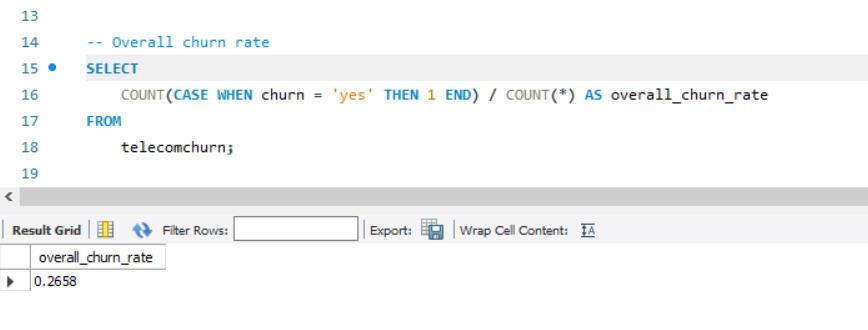 13
14 -- Overall churn rate
15 SELECT
16 COUNT(CASE WHEN churn = 'yes' THEN 1 END) / COUNT(*) AS overall_churn_rate
17 FROM
18 telecomchurn;
19
Result Grid Filter Rows: Export: Wrap Cell Content: IA
overall_churn_rate
0.2658